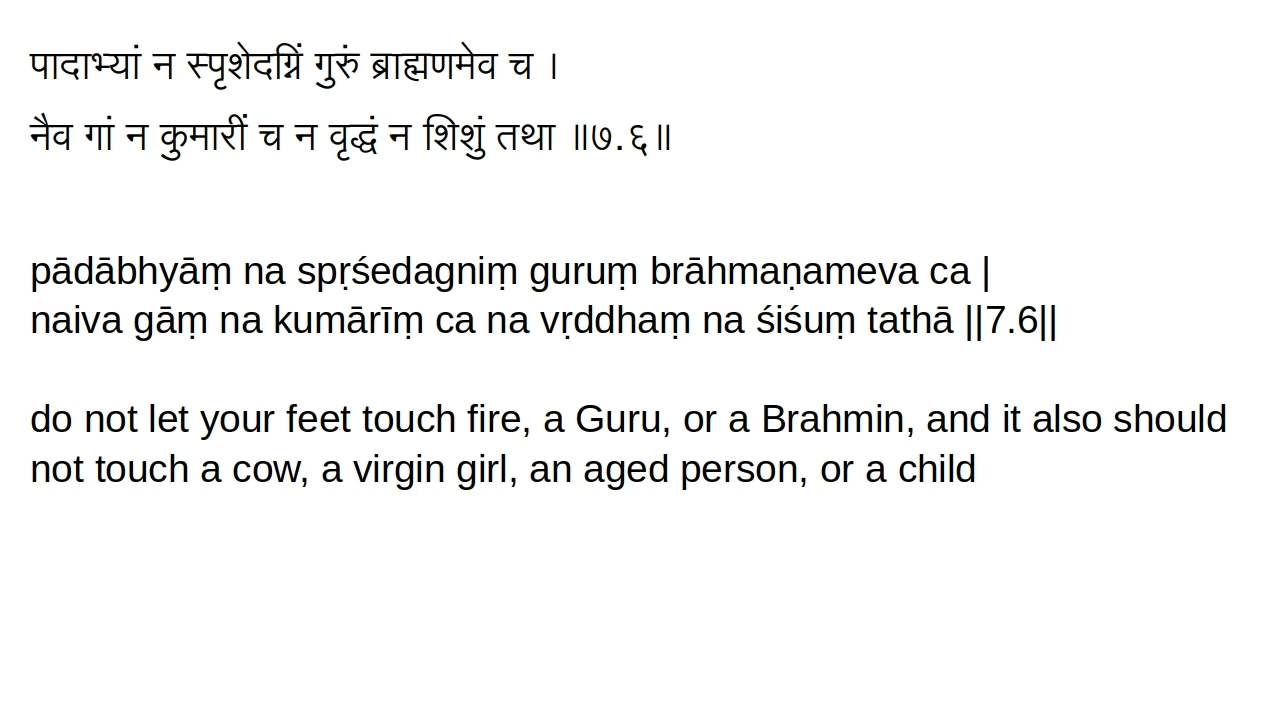 पादाभ्यां न स्पृशेदग्निं गुरुं ब्राह्मणमेव च ।
नैव गां न कुमारीं च न वृद्धं न शिशुं तथा ॥७.६॥
pādābhyāṃ na spṛśedagniṃ guruṃ brāhmaṇameva ca |
naiva gāṃ na kumārīṃ ca na vṛddhaṃ na śiśuṃ tathā ||7.6||
do not let your feet touch fire, a Guru, or a Brahmin, and it also should
not touch a cow, a virgin girl, an aged person, or a child